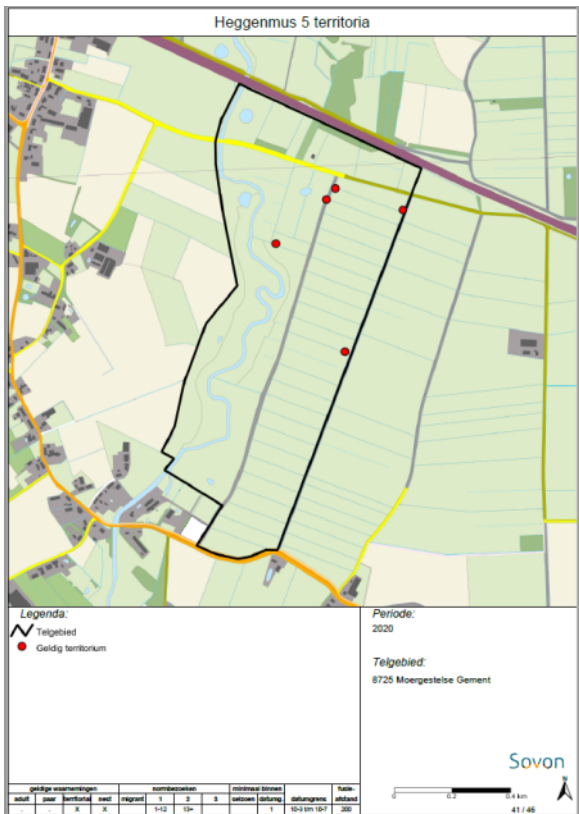 Heggenmus 5 territoria
Legenda:
Telgebied
Geldig territorium
Periode:
2020
Telgebied:
8725 Moergestelse Gement
Sovon
0 0.2 0.4 km
N
41 / 46
geldige waarnemingen normbezoeken minimaal binnen fusie-
adult paar territoriaal nest migrant 1 2 3 seizoen datumg. datumgrens afstand
. . X X 1-12 13+ 1 10-3 t/m 10-7 200